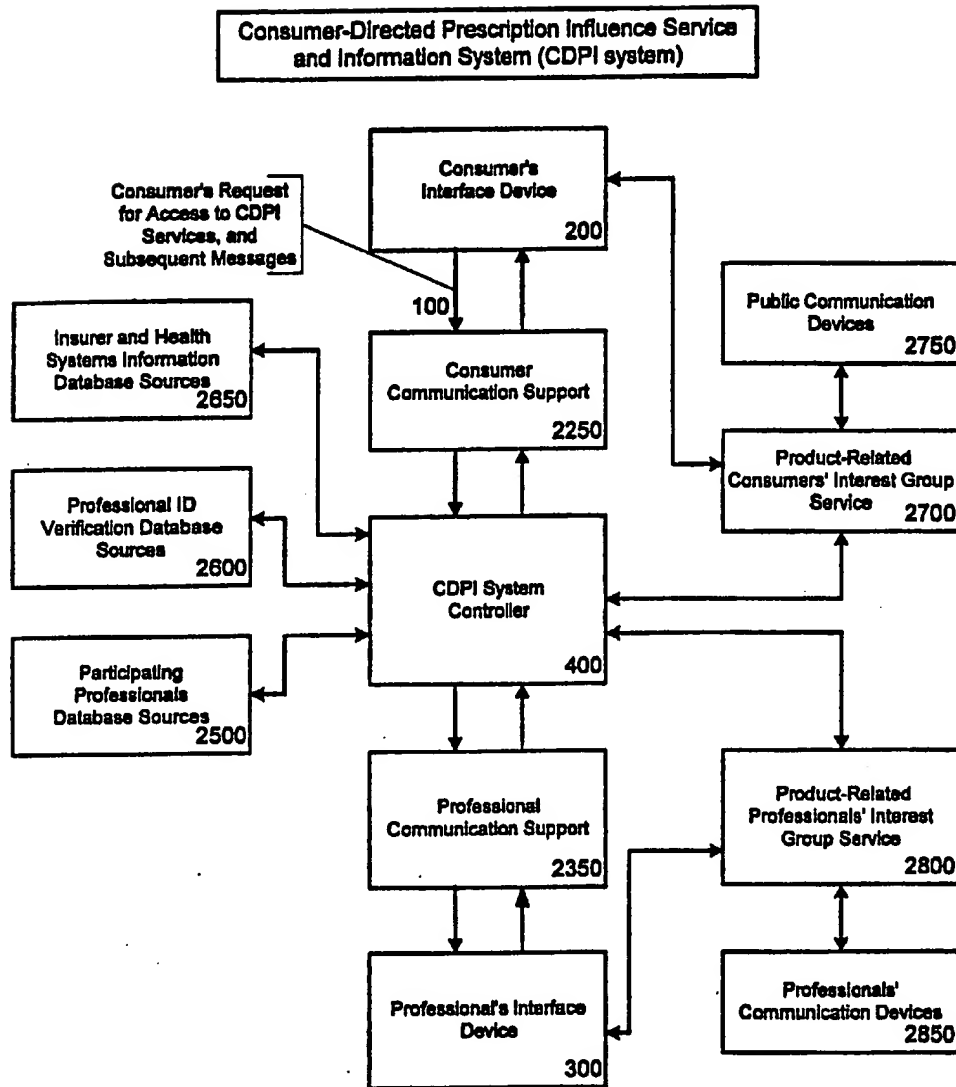 Consumer-Directed Prescription Influence Service
and Information System (CDPI system)
Consumer's
Interface Device
200
Consumer's Request
for Access to CDPI
Services, and
Subsequent Messages
100
Public Communication
Devices
2750
Insurer and Health
Systems Information
Database Sources
2650
Consumer
Communication Support
2250
Product-Related
Consumers' Interest Group
Service
2700
Professional ID
Verification Database
Sources
2600
CDPI System
Controller
400
Participating
Professionals
Database Sources
2500
Professional
Communication Support
2350
Product-Related
Professionals' Interest
Group Service
2800
Professional's Interface
Device
300
Professionals'
Communication Devices
2850